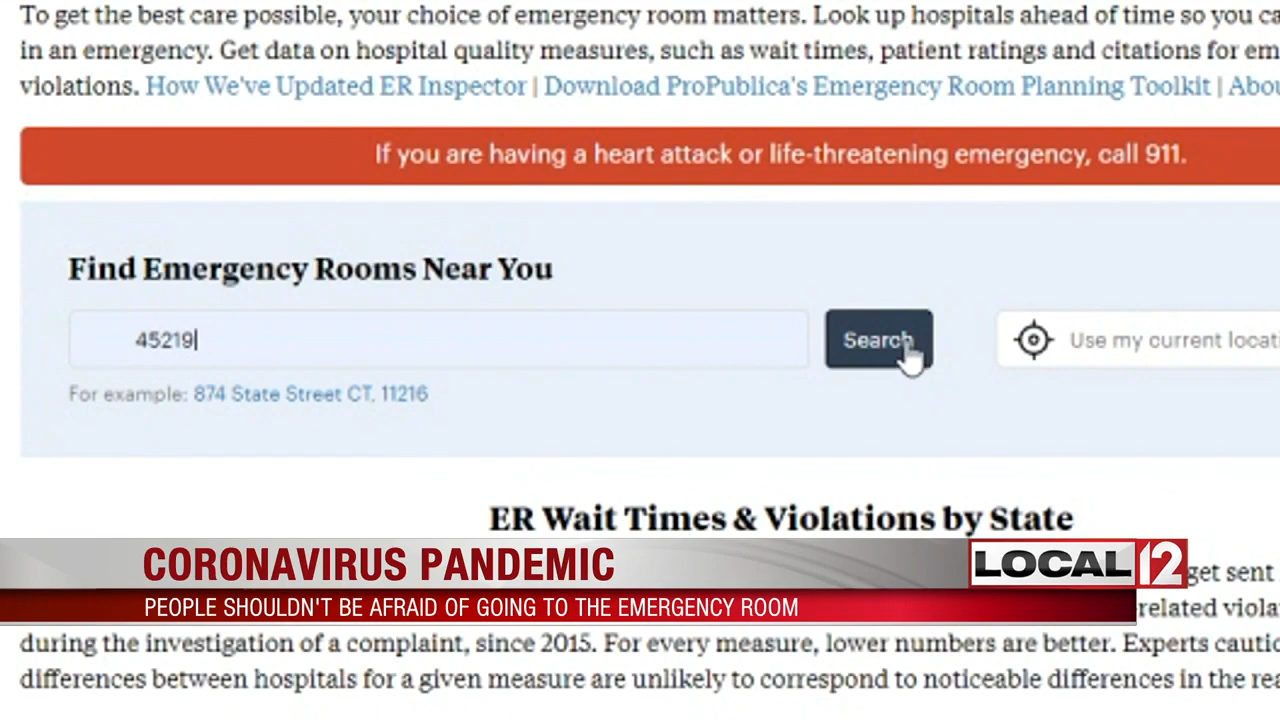 To get the best care possible, your choice of emergency room matters. Look up hospitals ahead of time so you
in an emergency. Get data on hospital quality measures, such as wait times, patient ratings and citations for
violations. How We've Updated ER Inspector | Download ProPublica's Emergency Room Planning Toolkit |
If you are having a heart attack or life-threatening emergency, call 911.
Find Emergency Rooms Near You
45219
Search
Use my current
For example: 874 State Street CT, 11216
ER Wait Times & Violations by State
CORONAVIRUS PANDEMIC
LOCAL 12
get sent
PEOPLE SHOULDN'T BE AFRAID OF GOING TO THE EMERGENCY ROOM
related
during the investigation of a complaint, since 2015. For every measure, lower numbers are better. Experts
differences between hospitals for a given measure are unlikely to correspond to noticeable differences in the